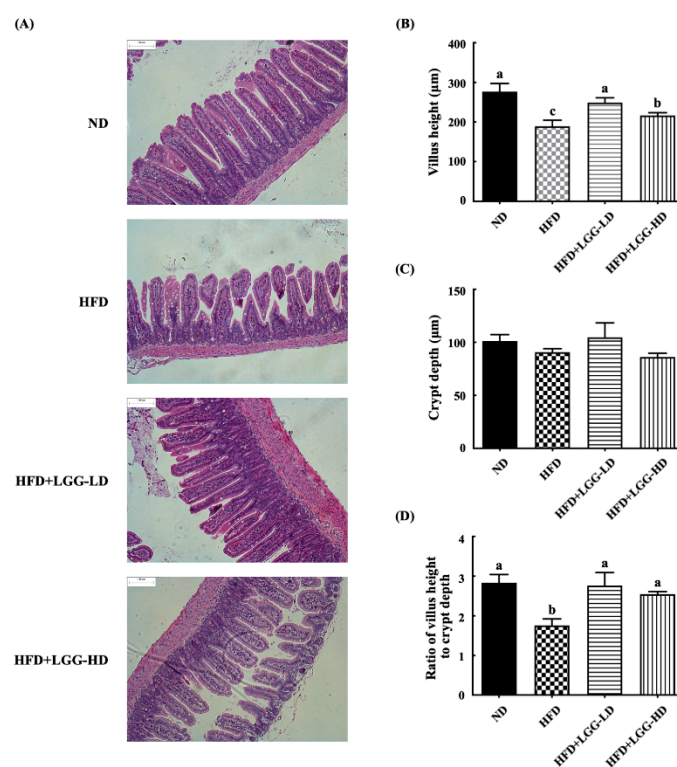 (A)
ND
HFD
HFD+LGG-LD
HFD+LGG-HD
(B)
Villus height (μm)
400
300
200
100
0
a
c
a
b
ND
HFD
HFD+LGG-LD
HFD+LGG-HD
(C)
Crypt depth (μm)
150
100
50
0
ND
HFD
HFD+LGG-LD
HFD+LGG-HD
(D)
Ratio of villus height
to crypt depth
4
3
2
1
0
a
b
a
a
ND
HFD
HFD+LGG-LD
HFD+LGG-HD